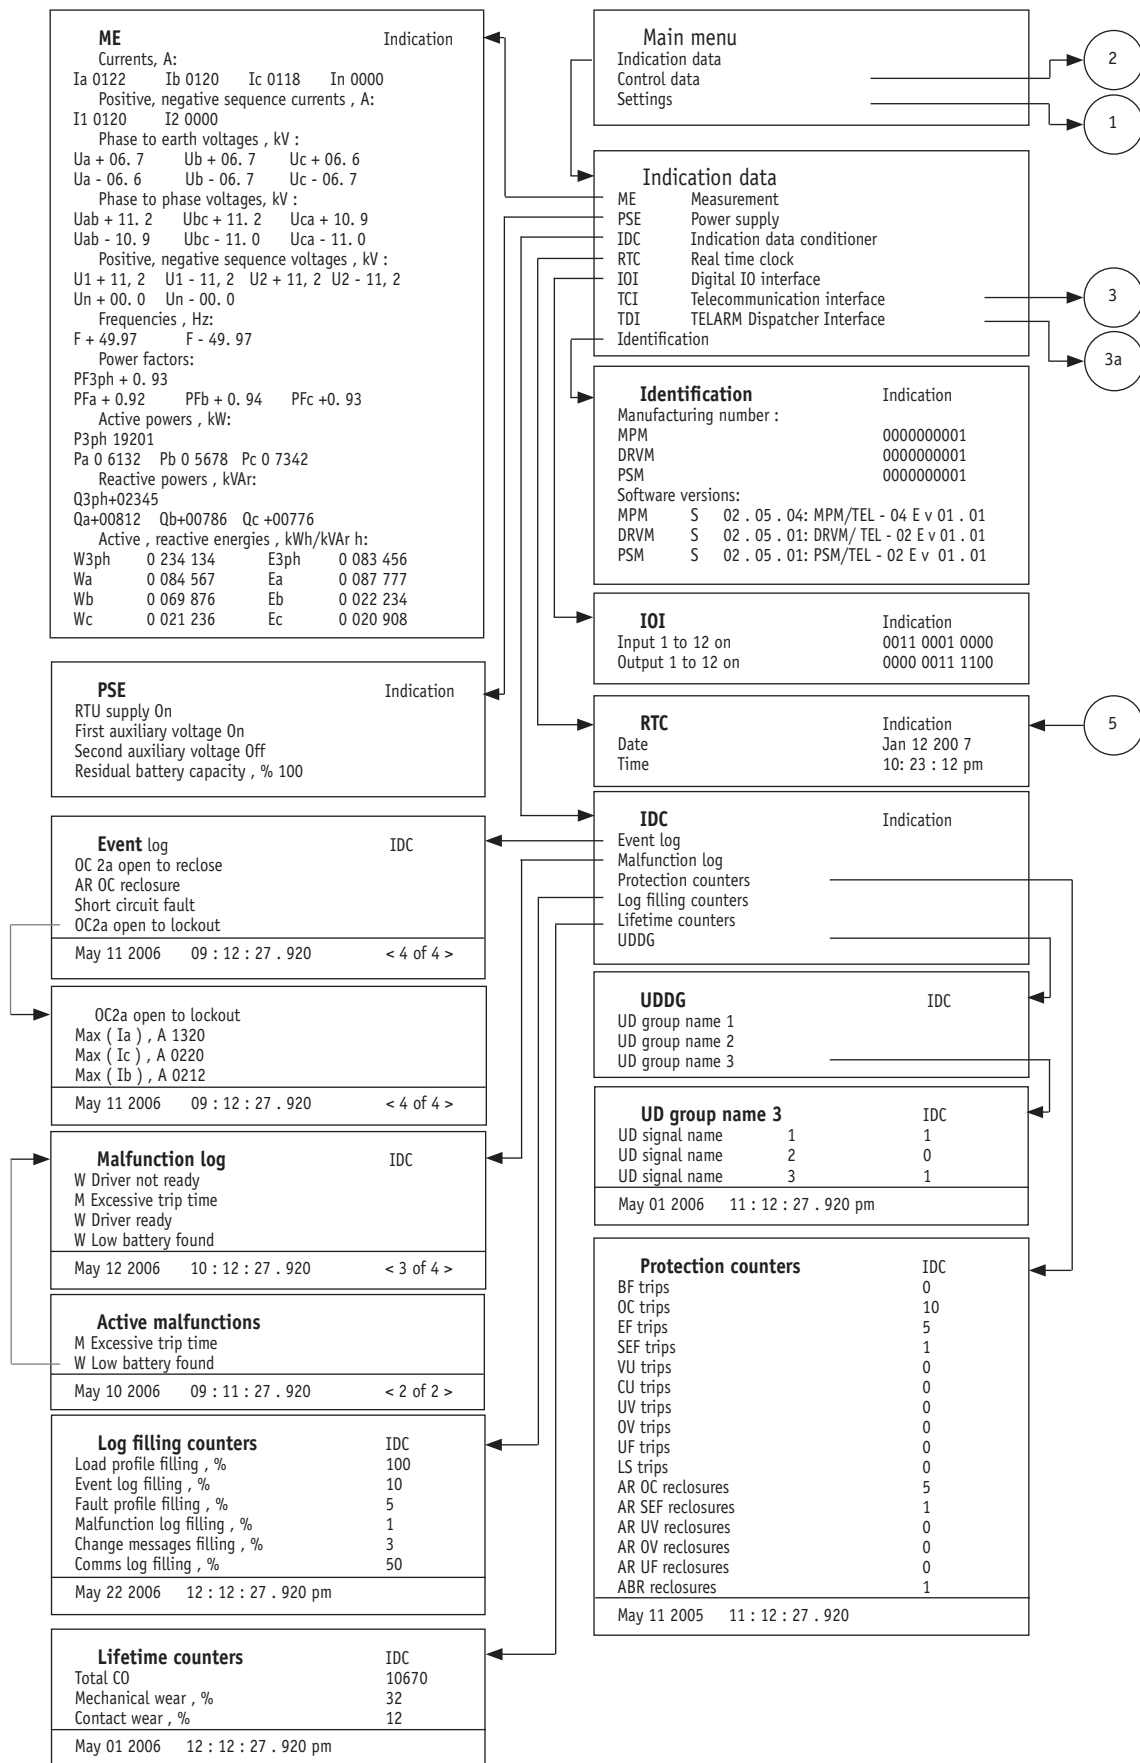 ME Indication
Currents, A:
Ia 0122 Ib 0120 Ic 0118 In 0000
Positive, negative sequence currents , A:
I1 0120 I2 0000
Phase to earth voltages , kV :
Ua + 06. 7 Ub + 06. 7 Uc + 06. 6
Ua - 06. 6 Ub - 06. 7 Uc - 06. 7
Phase to phase voltages, kV :
Uab + 11. 2 Ubc + 11. 2 Uca + 10. 9
Uab - 10. 9 Ubc - 11. 0 Uca - 11. 0
Positive, negative sequence voltages , kV :
U1 + 11, 2 U1 - 11, 2 U2 + 11, 2 U2 - 11, 2
Un + 00. 0 Un - 00. 0
Frequencies , Hz:
F + 49.97 F - 49. 97
Power factors:
PF3ph + 0. 93
PFa + 0.92 PFb + 0. 94 PFc +0. 93
Active powers , kW:
P3ph 19201
Pa 0 6132 Pb 0 5678 Pc 0 7342
Reactive powers , kVAr:
Q3ph+02345
Qa+00812 Qb+00786 Qc +00776
Active , reactive energies , kWh/kVAr h:
W3ph 0 234 134 E3ph 0 083 456
Wa 0 084 567 Ea 0 087 777
Wb 0 069 876 Eb 0 022 234
Wc 0 021 236 Ec 0 020 908
PSE Indication
RTU supply On
First auxiliary voltage On
Second auxiliary voltage Off
Residual battery capacity , % 100
Event log IDC
OC 2a open to reclose
AR OC reclosure
Short circuit fault
OC2a open to lockout
May 11 2006 09 : 12 : 27 . 920 < 4 of 4 >
OC2a open to lockout
Max ( Ia ) , A 1320
Max ( Ic ) , A 0220
Max ( Ib ) , A 0212
May 11 2006 09 : 12 : 27 . 920 < 4 of 4 >
Malfunction log IDC
W Driver not ready
M Excessive trip time
W Driver ready
W Low battery found
May 12 2006 10 : 12 : 27 . 920 < 3 of 4 >
Active malfunctions
M Excessive trip time
W Low battery found
May 10 2006 09 : 11 : 27 . 920 < 2 of 2 >
Log filling counters IDC
Load profile filling , % 100
Event log filling , % 10
Fault profile filling , % 5
Malfunction log filling , % 1
Change messages filling , % 3
Comms log filling , % 50
May 22 2006 12 : 12 : 27 . 920 pm
Lifetime counters IDC
Total CO 10670
Mechanical wear , % 32
Contact wear , % 12
May 01 2006 12 : 12 : 27 . 920 pm
Main menu
Indication data
Control data 2
Settings 1
Indication data
ME Measurement
PSE Power supply
IDC Indication data conditioner
RTC Real time clock
IOI Digital IO interface
TCI Telecommunication interface 3
TDI TELARM Dispatcher Interface 3a
Identification
Identification Indication
Manufacturing number :
MPM 0000000001
DRVM 0000000001
PSM 0000000001
Software versions:
MPM S 02 . 05 . 04: MPM/TEL - 04 E v 01 . 01
DRVM S 02 . 05 . 01: DRVM/ TEL - 02 E v 01 . 01
PSM S 02 . 05 . 01: PSM/TEL - 02 E v 01 . 01
IOI Indication
Input 1 to 12 on 0011 0001 0000
Output 1 to 12 on 0000 0011 1100
RTC Indication 5
Date Jan 12 200 7
Time 10: 23 : 12 pm
IDC Indication
Event log
Malfunction log
Protection counters
Log filling counters
Lifetime counters
UDDG
UDDG IDC
UD group name 1
UD group name 2
UD group name 3
UD group name 3 IDC
UD signal name 1 1
UD signal name 2 0
UD signal name 3 1
May 01 2006 11 : 12 : 27 . 920 pm
Protection counters IDC
BF trips 0
OC trips 10
EF trips 5
SEF trips 1
VU trips 0
CU trips 0
UV trips 0
OV trips 0
UF trips 0
LS trips 0
AR OC reclosures 5
AR SEF reclosures 1
AR UV reclosures 0
AR OV reclosures 0
AR UF reclosures 0
ABR reclosures 1
May 11 2005 11 : 12 : 27 . 920